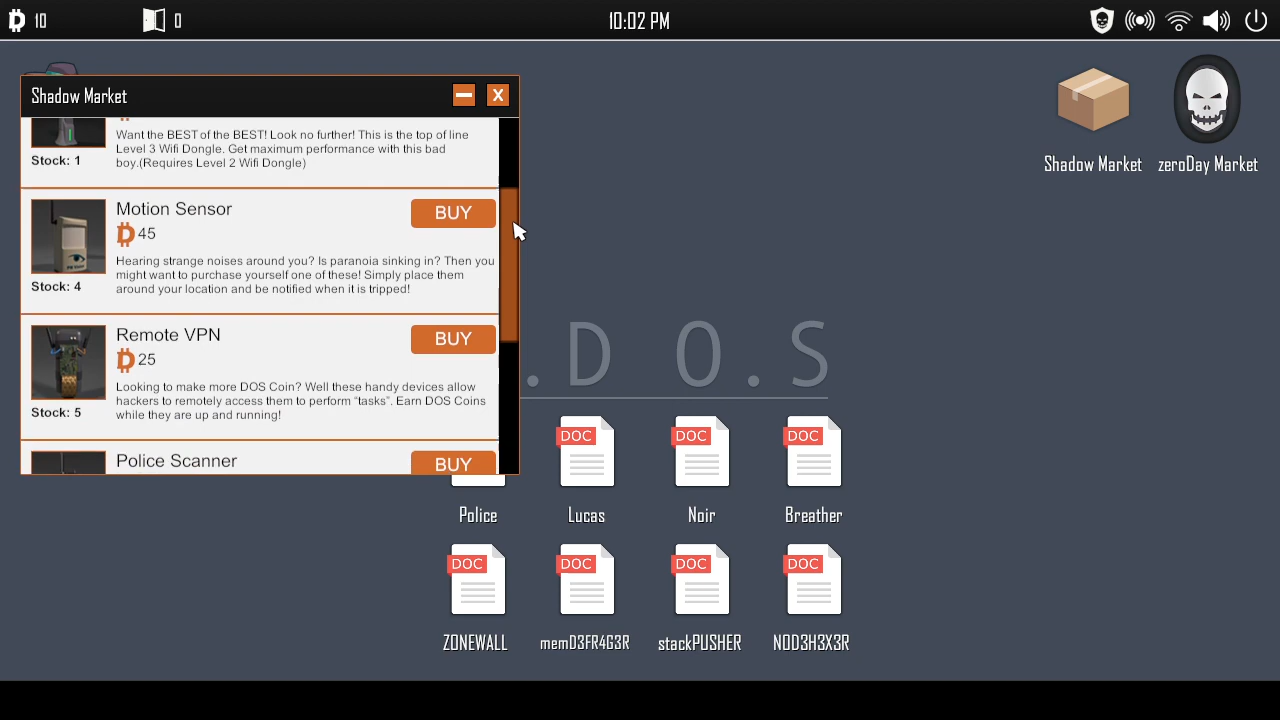 10
0
10:02 PM
Shadow Market
X
Want the BEST of the BEST! Look no further! This is the top of line
Level 3 Wifi Dongle. Get maximum performance with this bad
boy.(Requires Level 2 Wifi Dongle)
Stock: 1
Motion Sensor
BUY
45
Hearing strange noises around you? Is paranoia sinking in? Then you
might want to purchase yourself one of these! Simply place them
around your location and be notified when it is tripped!
Stock: 4
Remote VPN
BUY
25
Looking to make more DOS Coin? Well these handy devices allow
hackers to remotely access them to perform “tasks”. Earn DOS Coins
while they are up and running!
Stock: 5
Police Scanner
BUY
Shadow Market
zeroDay Market
.D O.S
DOC
DOC
DOC
Police
Lucas
Noir
Breather
DOC
DOC
DOC
DOC
ZONEWALL
memD3FR4G3R
stackPUSHER
N0D3H3X3R